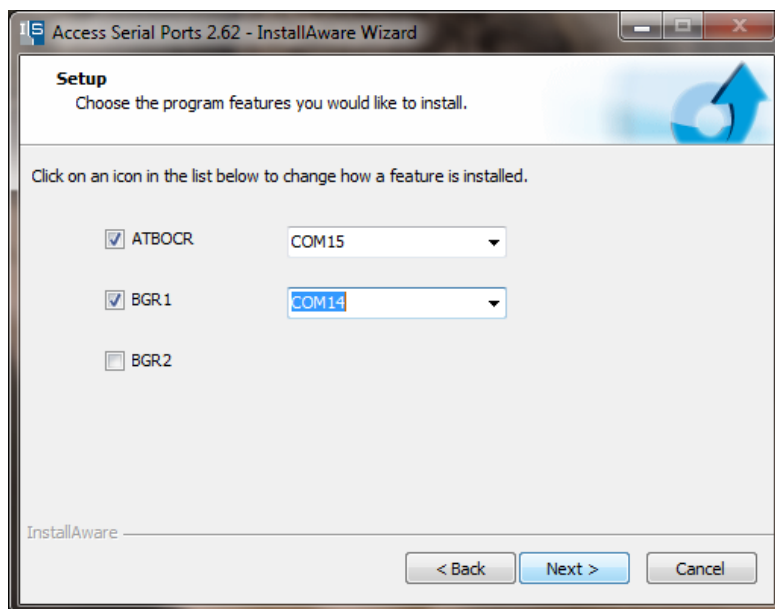 IIS Access Serial Ports 2.62 - InstallAware Wizard
Setup
Choose the program features you would like to install.
Click on an icon in the list below to change how a feature is installed.
ATBOCR COM15
BGR1 COM14
BGR2
InstallAware
< Back Next > Cancel